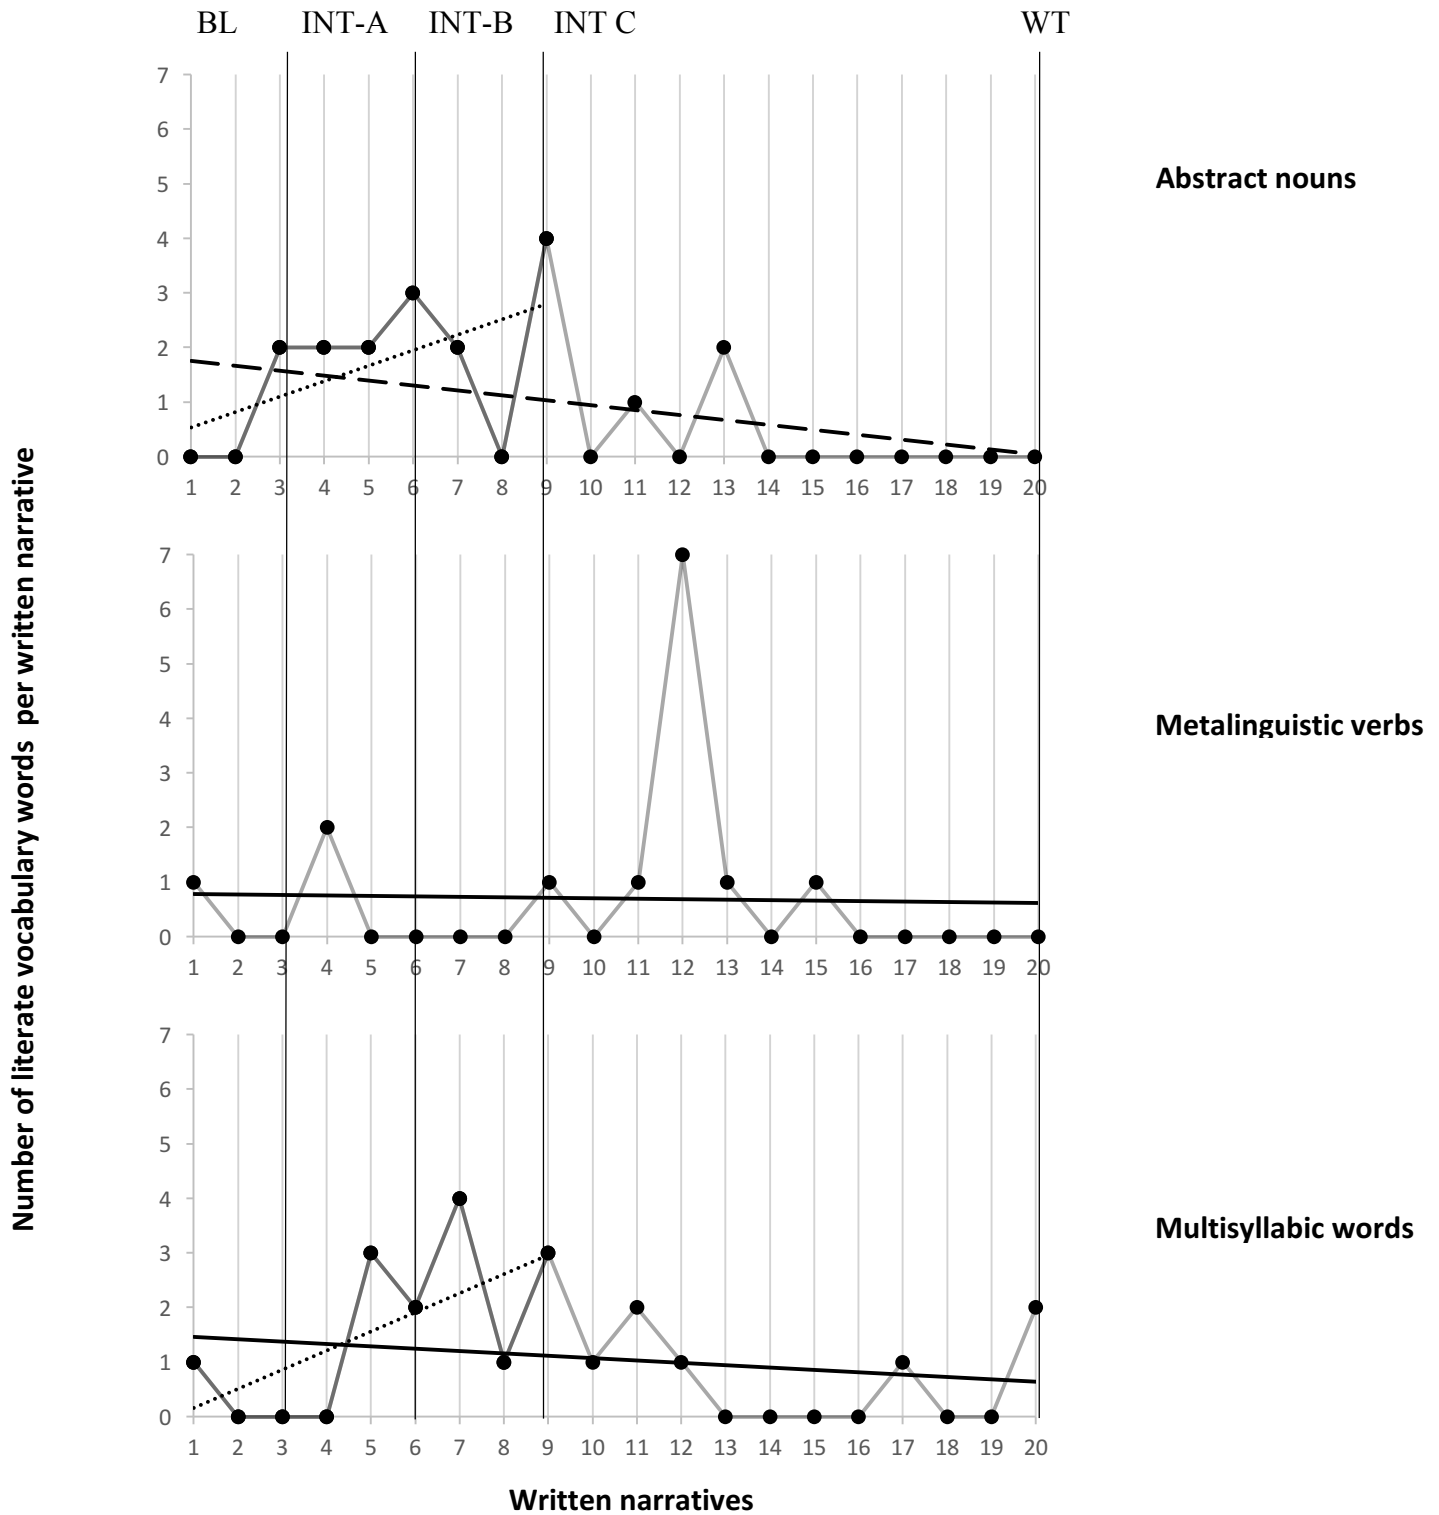 BL INT-A INT-B INT C WT
7
6
5
4
3
2
1
0
1 2 3 4 5 6 7 8 9 10 11 12 13 14 15 16 17 18 19 20
Abstract nouns
7
6
5
4
3
2
1
0
1 2 3 4 5 6 7 8 9 10 11 12 13 14 15 16 17 18 19 20
Metalinguistic verbs
7
6
5
4
3
2
1
0
1 2 3 4 5 6 7 8 9 10 11 12 13 14 15 16 17 18 19 20
Multisyllabic words
Number of literate vocabulary words per written narrative
Written narratives